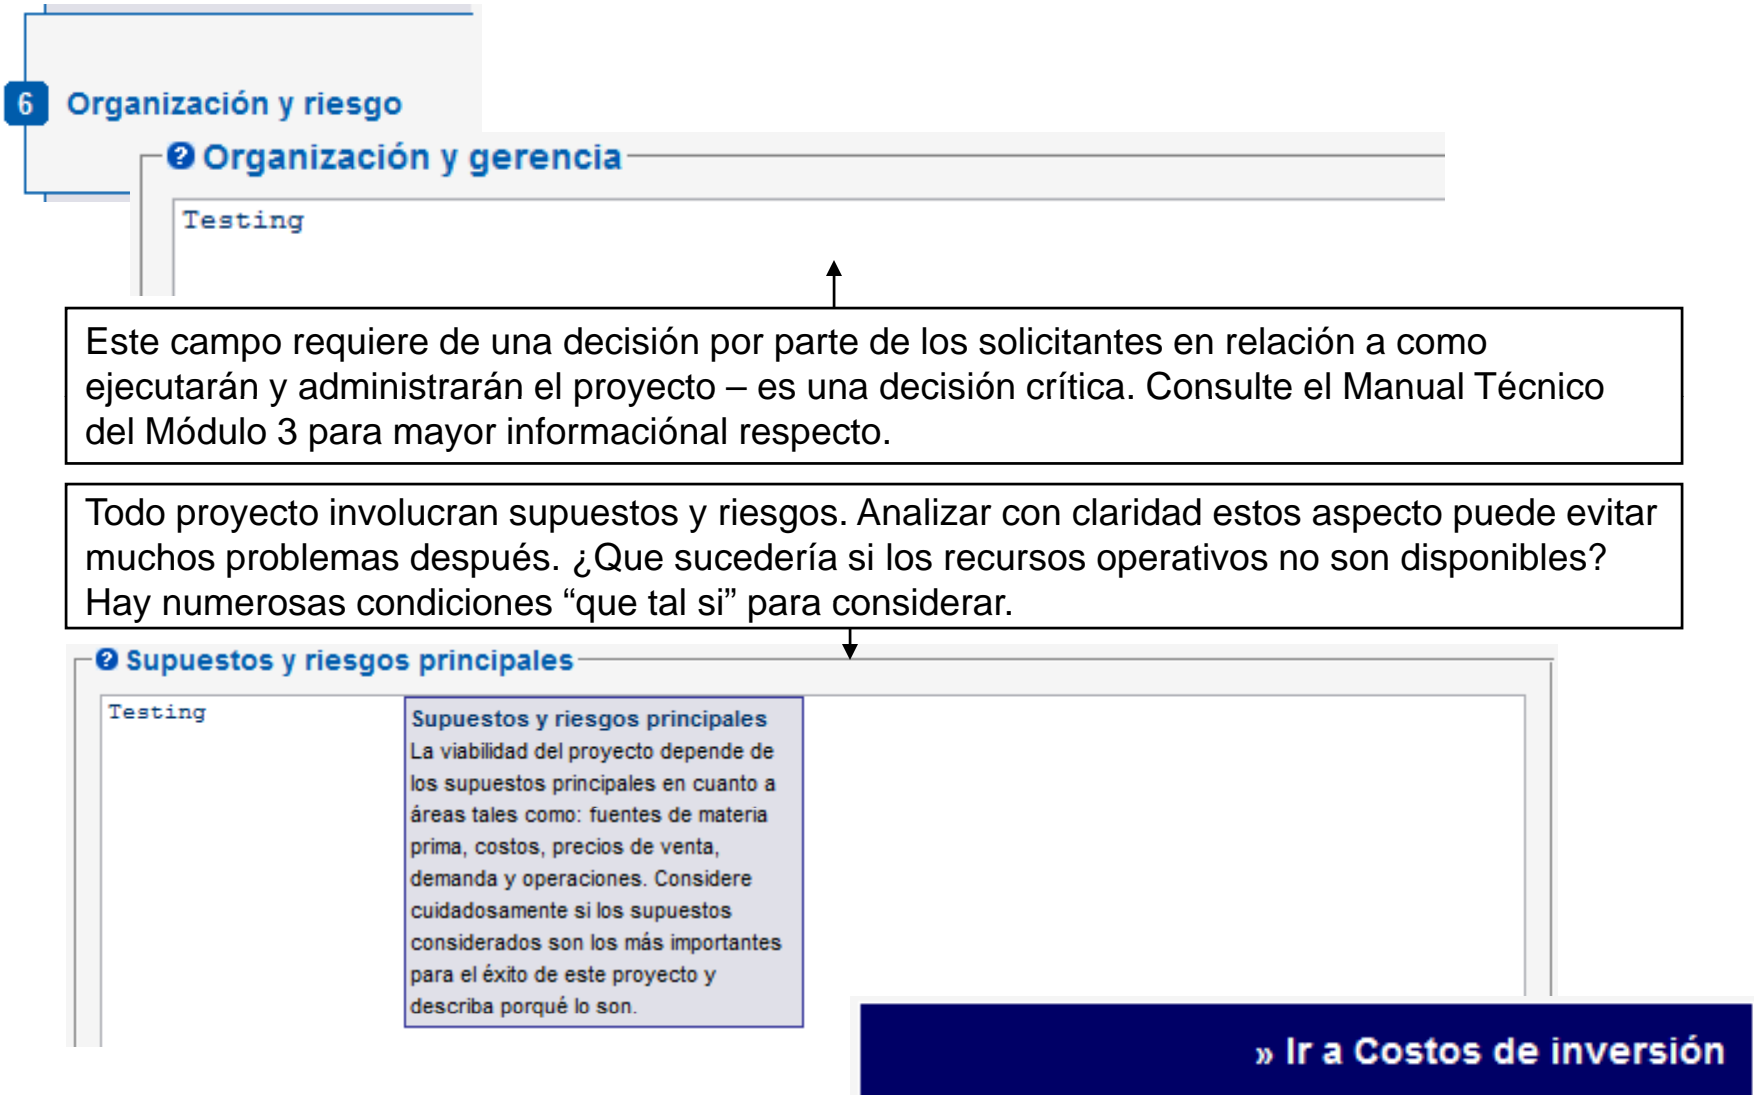 6 Organización y riesgo
Organización y gerencia
Testing
Este campo requiere de una decisión por parte de los solicitantes en relación a como
ejecutarán y administrarán el proyecto – es una decisión crítica. Consulte el Manual Técnico
del Módulo 3 para mayor informaciónal respecto.
Todo proyecto involucran supuestos y riesgos. Analizar con claridad estos aspecto puede evitar
muchos problemas después. ¿Que sucedería si los recursos operativos no son disponibles?
Hay numerosas condiciones “que tal si” para considerar.
Supuestos y riesgos principales
Testing
Supuestos y riesgos principales
La viabilidad del proyecto depende de
los supuestos principales en cuanto a
áreas tales como: fuentes de materia
prima, costos, precios de venta,
demanda y operaciones. Considere
cuidadosamente si los supuestos
considerados son los más importantes
para el éxito de este proyecto y
describa porqué lo son.
» Ir a Costos de inversión